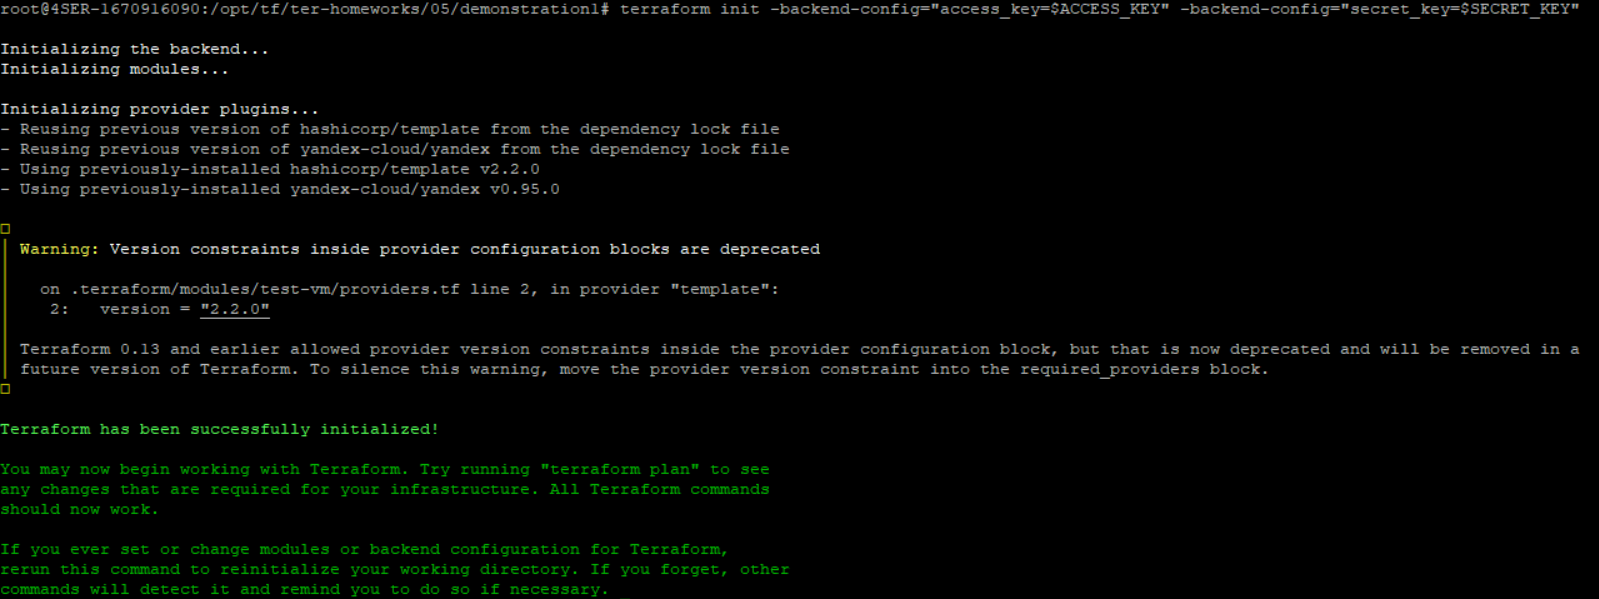 root@4SER-1670916090:/opt/tf/ter-homeworks/05/demonstration1# terraform init -backend-config="access_key=$ACCESS_KEY" -backend-config="secret_key=$SECRET_KEY"
Initializing the backend...
Initializing modules...
Initializing provider plugins...
- Reusing previous version of hashicorp/template from the dependency lock file
- Reusing previous version of yandex-cloud/yandex from the dependency lock file
- Using previously-installed hashicorp/template v2.2.0
- Using previously-installed yandex-cloud/yandex v0.95.0
Warning: Version constraints inside provider configuration blocks are deprecated
on .terraform/modules/test-vm/providers.tf line 2, in provider "template":
2:   version = "2.2.0"
Terraform 0.13 and earlier allowed provider version constraints inside the provider configuration block, but that is now deprecated and will be removed in a
future version of Terraform. To silence this warning, move the provider version constraint into the required_providers block.
Terraform has been successfully initialized!
You may now begin working with Terraform. Try running "terraform plan" to see
any changes that are required for your infrastructure. All Terraform commands
should now work.
If you ever set or change modules or backend configuration for Terraform,
rerun this command to reinitialize your working directory. If you forget, other
commands will detect it and remind you to do so if necessary.